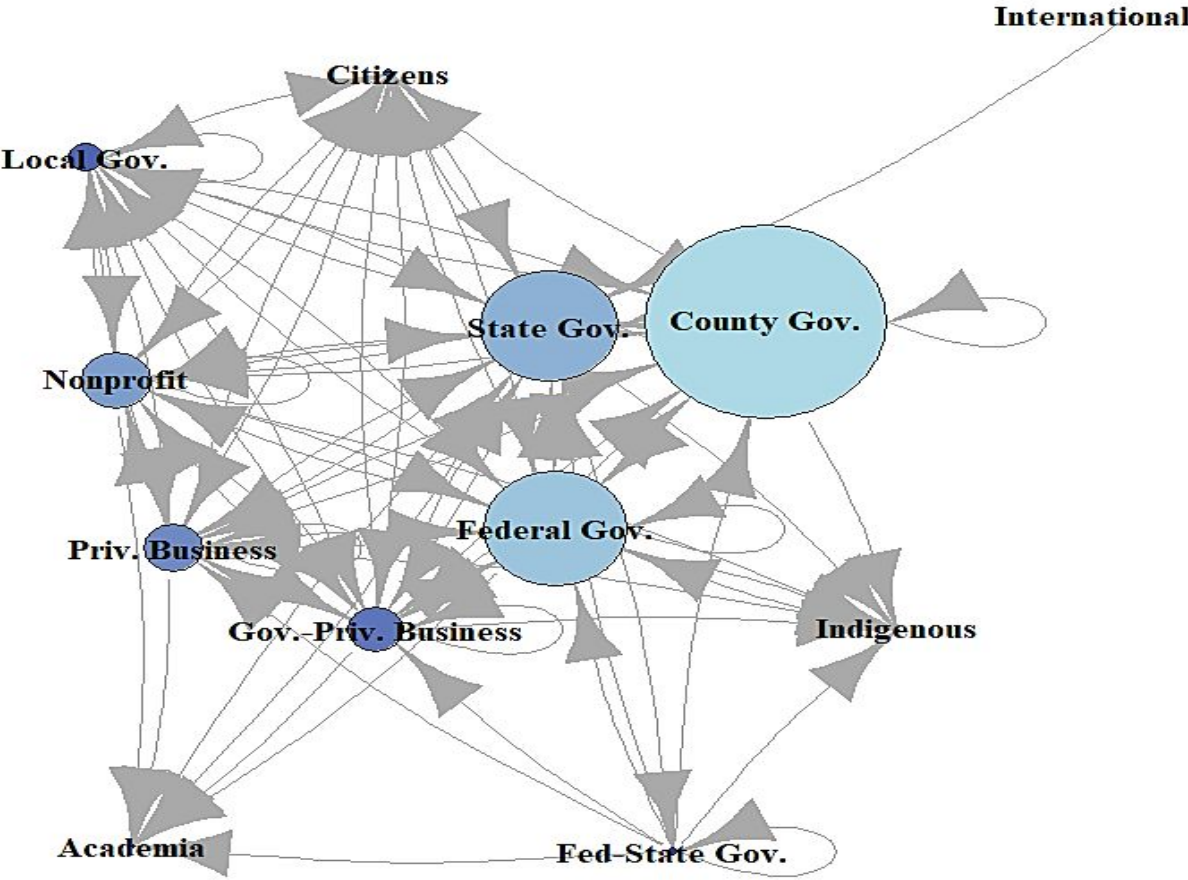 International
Citizens
Local Gov.
County Gov.
State Gov.
Nonprofit
Federal Gov.
Priv. Business
Gov.-Priv. Business
Indigenous
Academia
Fed-State Gov.